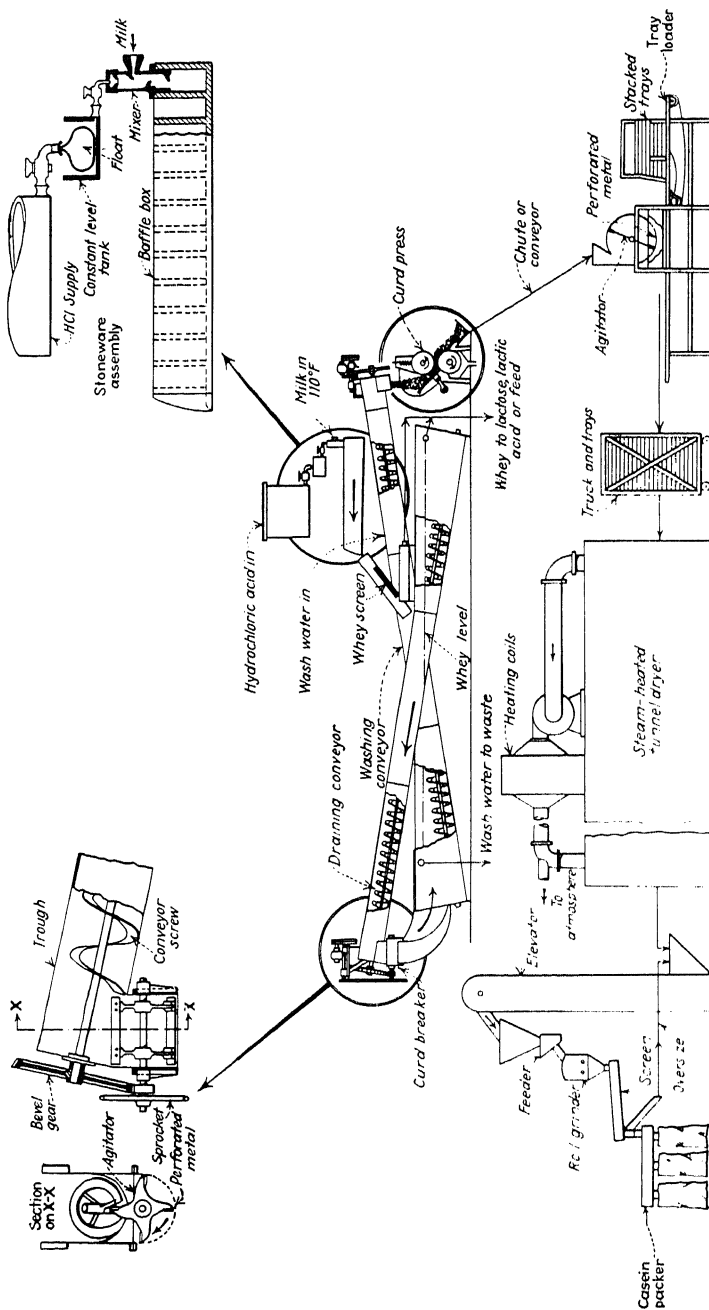 Section
on X-X
Agitator
Sprocket
Perforated
metal
Bevel
gear
Trough
X
X
Conveyor
screw
HCl Supply
Constant level
tank
Float
A
Milk
Mixer
Stoneware
assembly
Baffle box
Curd breaker
Draining conveyor
Washing
conveyor
Wash water to waste
Hydrochloric acid in
Wash water in
Whey screen
Whey level
Milk in
110°F
Whey to lactose, lactic
acid or feed
Curd press
Chute or
conveyor
Casein
packer
Feeder
Roll grinder
Screen
Oversize
Elevator
To
atmosphere
Heating coils
Steam-heated
tunnel dryer
Truck and trays
Agitator
Perforated
metal
Stacked
trays
Tray
loader